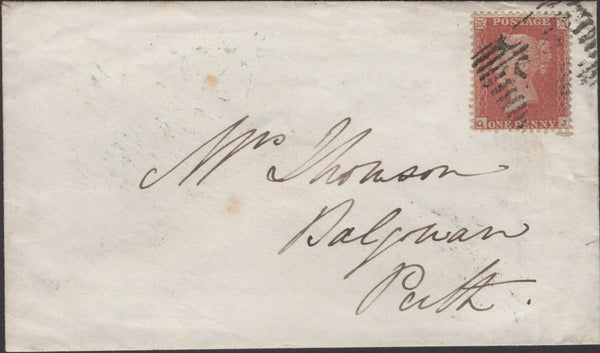 POSTAGE
ONE PENNY
Q J
Mrs Thomson
Balgowan
Perth.